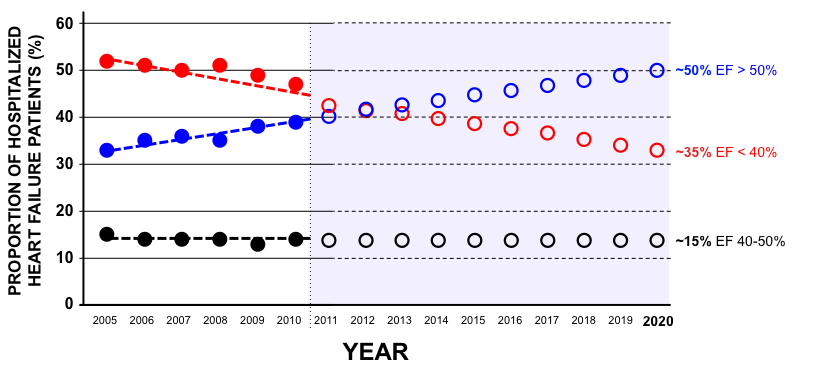 PROPORTION OF HOSPITALIZED
HEART FAILURE PATIENTS (%)
60
50
40
30
20
10
0
~50% EF > 50%
~35% EF < 40%
~15% EF 40-50%
2005 2006 2007 2008 2009 2010 2011 2012 2013 2014 2015 2016 2017 2018 2019 2020
YEAR